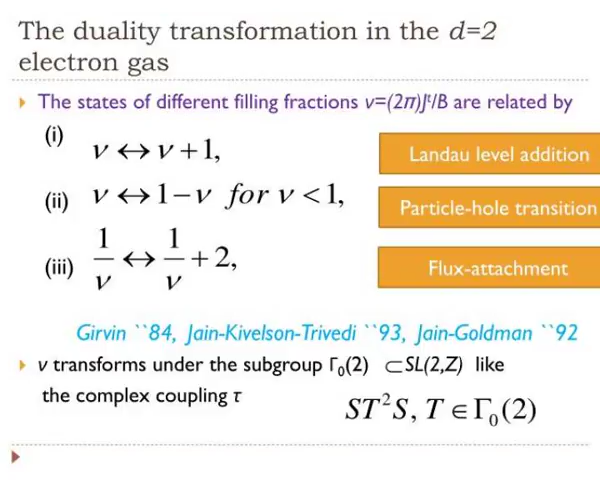 The duality transformation in the d=2
electron gas
The states of different filling fractions ν=(2π)Jᵗ/B are related by
(i) ν ↔ ν + 1, Landau level addition
(ii) ν ↔ 1 − ν for ν < 1, Particle-hole transition
(iii) 1/ν ↔ 1/ν + 2, Flux-attachment
Girvin ``84, Jain-Kivelson-Trivedi ``93, Jain-Goldman ``92
ν transforms under the subgroup Γ₀(2) ⊂SL(2,Z) like
the complex coupling τ
ST²S, T ∈ Γ₀(2)